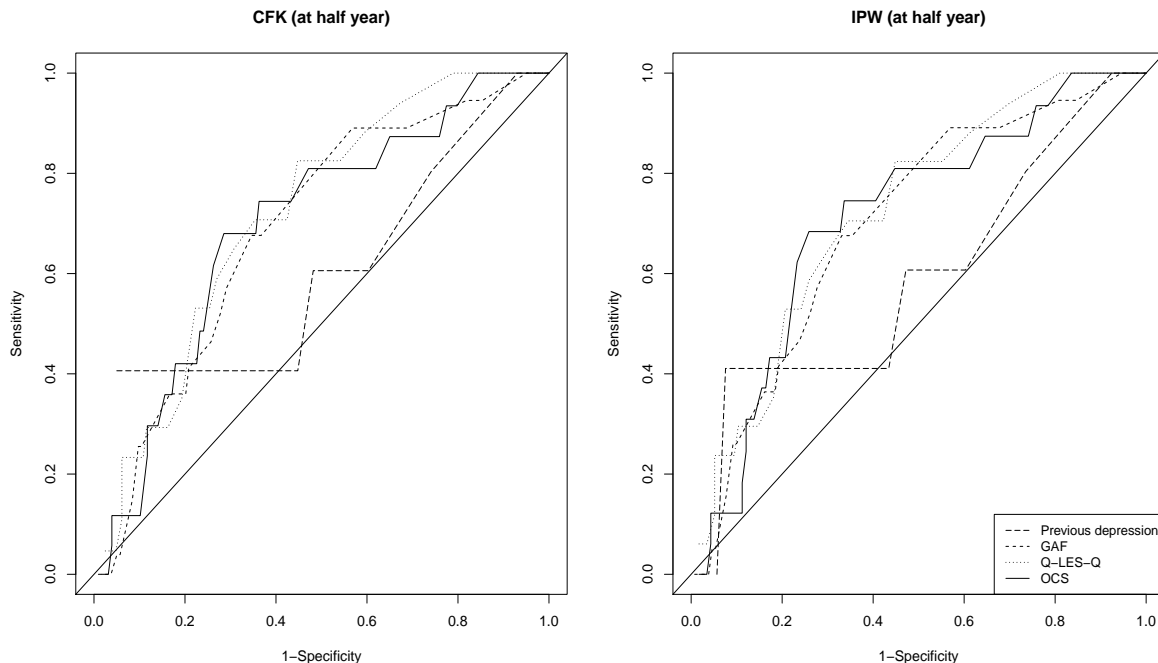 CFK (at half year)
Sensitivity
1.0
0.8
0.6
0.4
0.2
0.0
0.0 0.2 0.4 0.6 0.8 1.0
1−Specificity
IPW (at half year)
Sensitivity
1.0
0.8
0.6
0.4
0.2
0.0
Previous depression
GAF
Q−LES−Q
OCS
0.0 0.2 0.4 0.6 0.8 1.0
1−Specificity